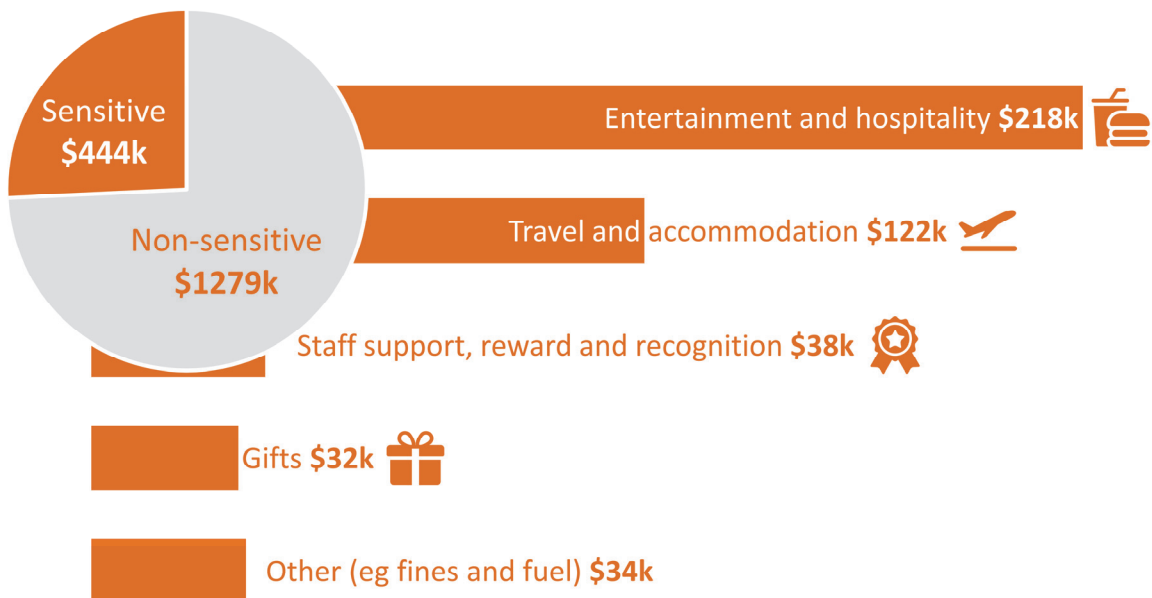 Sensitive
$444k
Non-sensitive
$1279k
Entertainment and hospitality $218k
Travel and accommodation $122k
Staff support, reward and recognition $38k
Gifts $32k
Other (eg fines and fuel) $34k